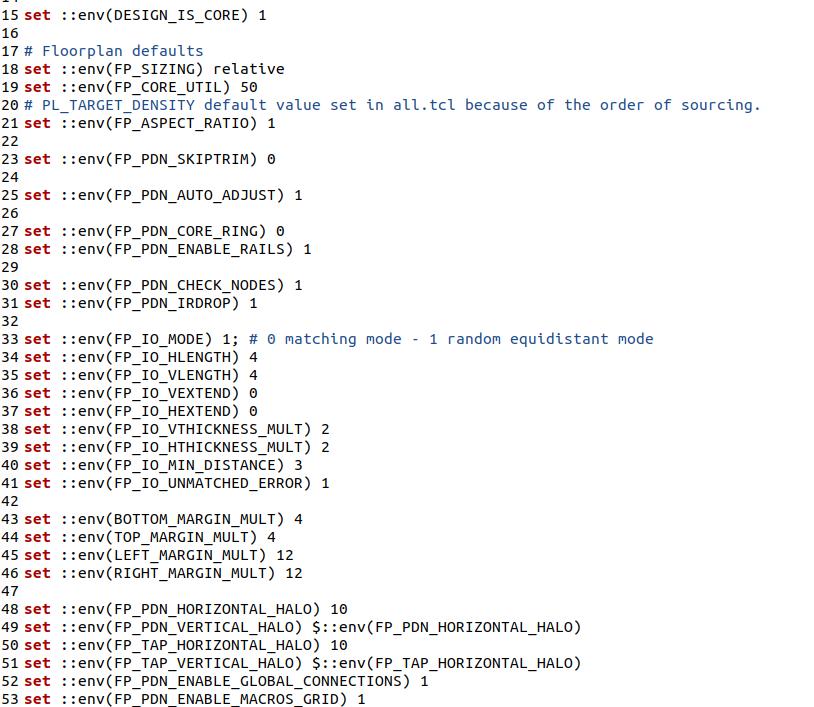 15 set ::env(DESIGN_IS_CORE) 1
16
17 # Floorplan defaults
18 set ::env(FP_SIZING) relative
19 set ::env(FP_CORE_UTIL) 50
20 # PL_TARGET_DENSITY default value set in all.tcl because of the order of sourcing.
21 set ::env(FP_ASPECT_RATIO) 1
22
23 set ::env(FP_PDN_SKIPTRIM) 0
24
25 set ::env(FP_PDN_AUTO_ADJUST) 1
26
27 set ::env(FP_PDN_CORE_RING) 0
28 set ::env(FP_PDN_ENABLE_RAILS) 1
29
30 set ::env(FP_PDN_CHECK_NODES) 1
31 set ::env(FP_PDN_IRDROP) 1
32
33 set ::env(FP_IO_MODE) 1; # 0 matching mode - 1 random equidistant mode
34 set ::env(FP_IO_HLENGTH) 4
35 set ::env(FP_IO_VLENGTH) 4
36 set ::env(FP_IO_VEXTEND) 0
37 set ::env(FP_IO_HEXTEND) 0
38 set ::env(FP_IO_VTHICKNESS_MULT) 2
39 set ::env(FP_IO_HTHICKNESS_MULT) 2
40 set ::env(FP_IO_MIN_DISTANCE) 3
41 set ::env(FP_IO_UNMATCHED_ERROR) 1
42
43 set ::env(BOTTOM_MARGIN_MULT) 4
44 set ::env(TOP_MARGIN_MULT) 4
45 set ::env(LEFT_MARGIN_MULT) 12
46 set ::env(RIGHT_MARGIN_MULT) 12
47
48 set ::env(FP_PDN_HORIZONTAL_HALO) 10
49 set ::env(FP_PDN_VERTICAL_HALO) $::env(FP_PDN_HORIZONTAL_HALO)
50 set ::env(FP_TAP_HORIZONTAL_HALO) 10
51 set ::env(FP_TAP_VERTICAL_HALO) $::env(FP_TAP_HORIZONTAL_HALO)
52 set ::env(FP_PDN_ENABLE_GLOBAL_CONNECTIONS) 1
53 set ::env(FP_PDN_ENABLE_MACROS_GRID) 1